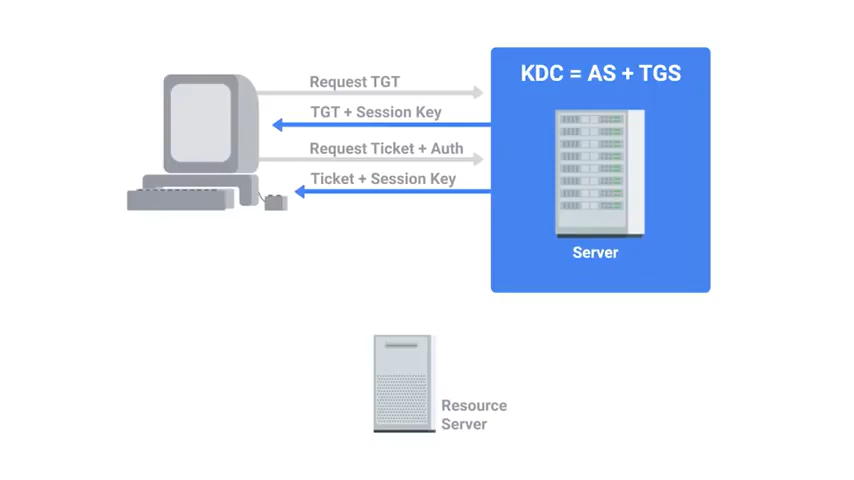 KDC = AS + TGS
Request TGT
TGT + Session Key
Request Ticket + Auth
Ticket + Session Key
Server
Resource
Server